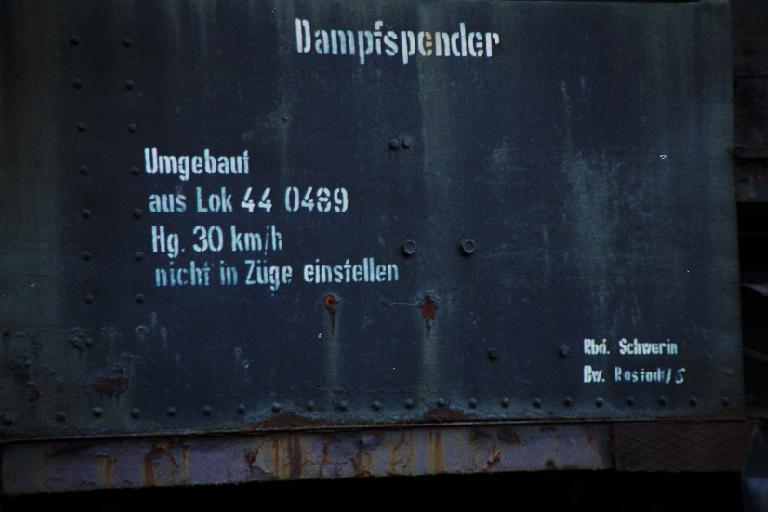 Dampfspender
Umgebaut
aus Lok 44 0489
Hg. 30 km/h
nicht in Züge einstellen
Rbd. Schwerin
Bw. Rostock/S